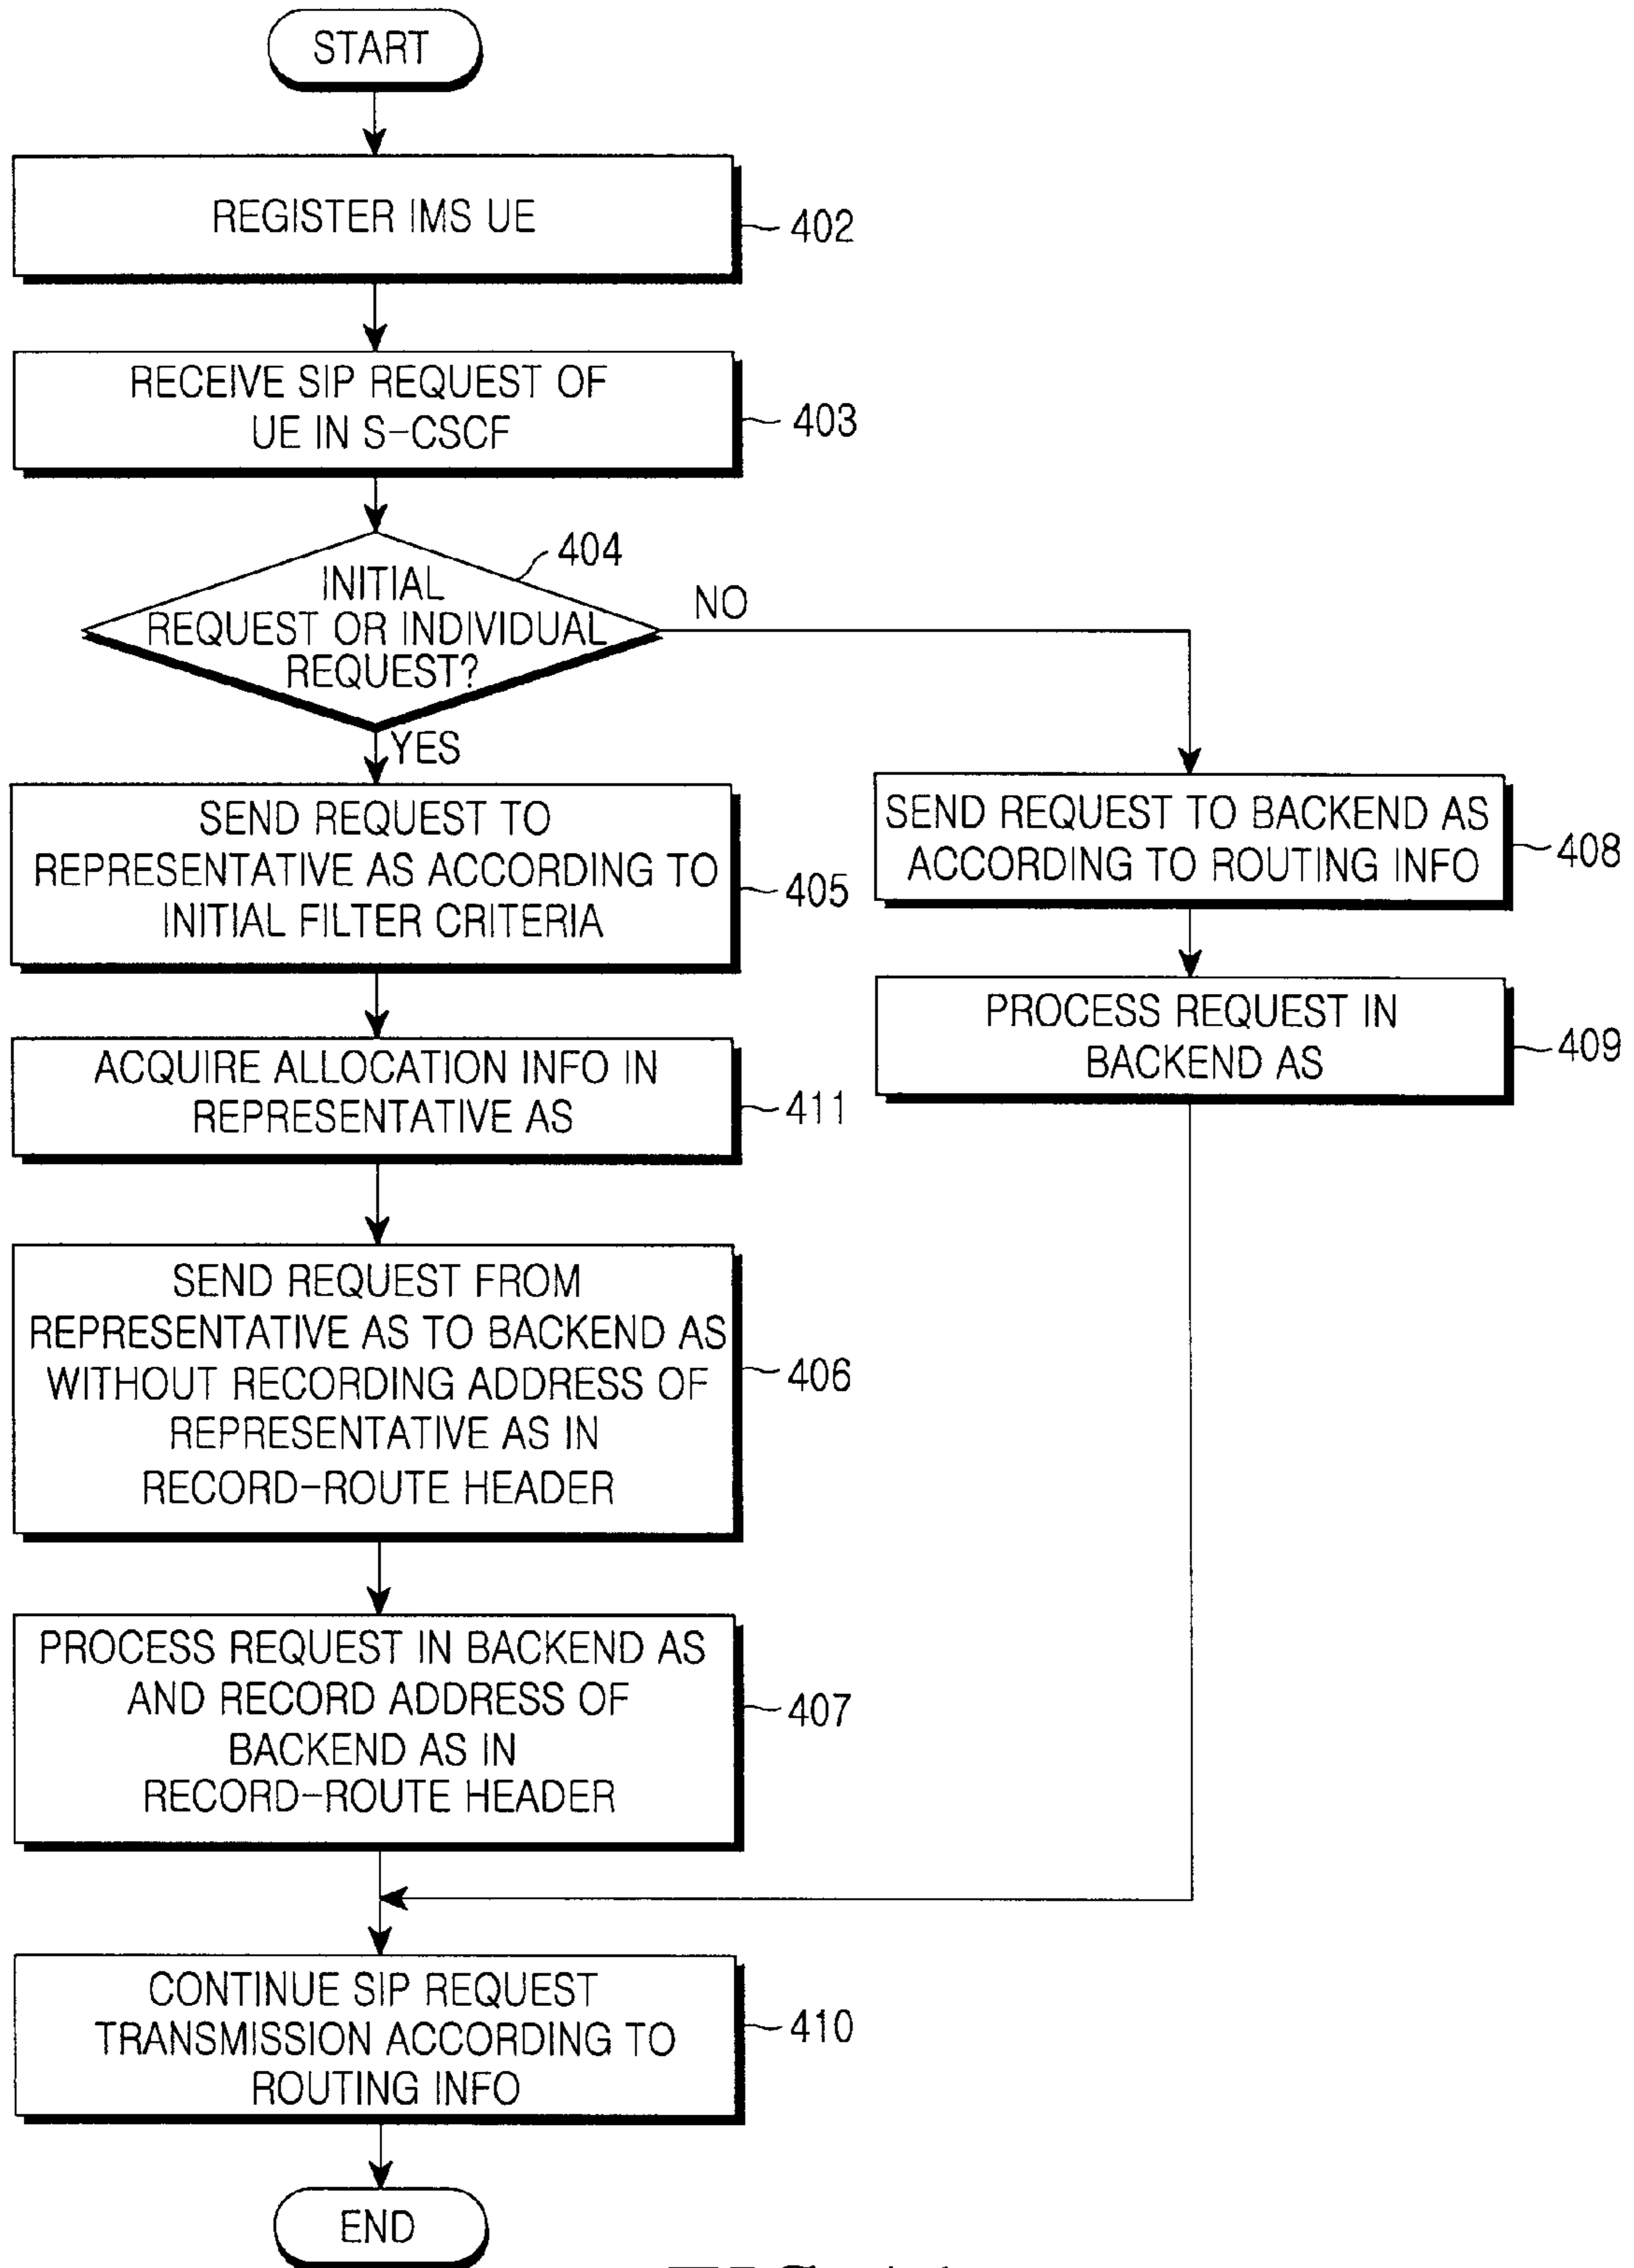 START
REGISTER IMS UE
402
RECEIVE SIP REQUEST OF
UE IN S-CSCF
403
404
INITIAL
REQUEST OR INDIVIDUAL
REQUEST?
NO
YES
SEND REQUEST TO
REPRESENTATIVE AS ACCORDING TO
INITIAL FILTER CRITERIA
405
SEND REQUEST TO BACKEND AS
ACCORDING TO ROUTING INFO
408
ACQUIRE ALLOCATION INFO IN
REPRESENTATIVE AS
411
PROCESS REQUEST IN
BACKEND AS
409
SEND REQUEST FROM
REPRESENTATIVE AS TO BACKEND AS
WITHOUT RECORDING ADDRESS OF
REPRESENTATIVE AS IN
RECORD-ROUTE HEADER
406
PROCESS REQUEST IN BACKEND AS
AND RECORD ADDRESS OF
BACKEND AS IN
RECORD-ROUTE HEADER
407
CONTINUE SIP REQUEST
TRANSMISSION ACCORDING TO
ROUTING INFO
410
END